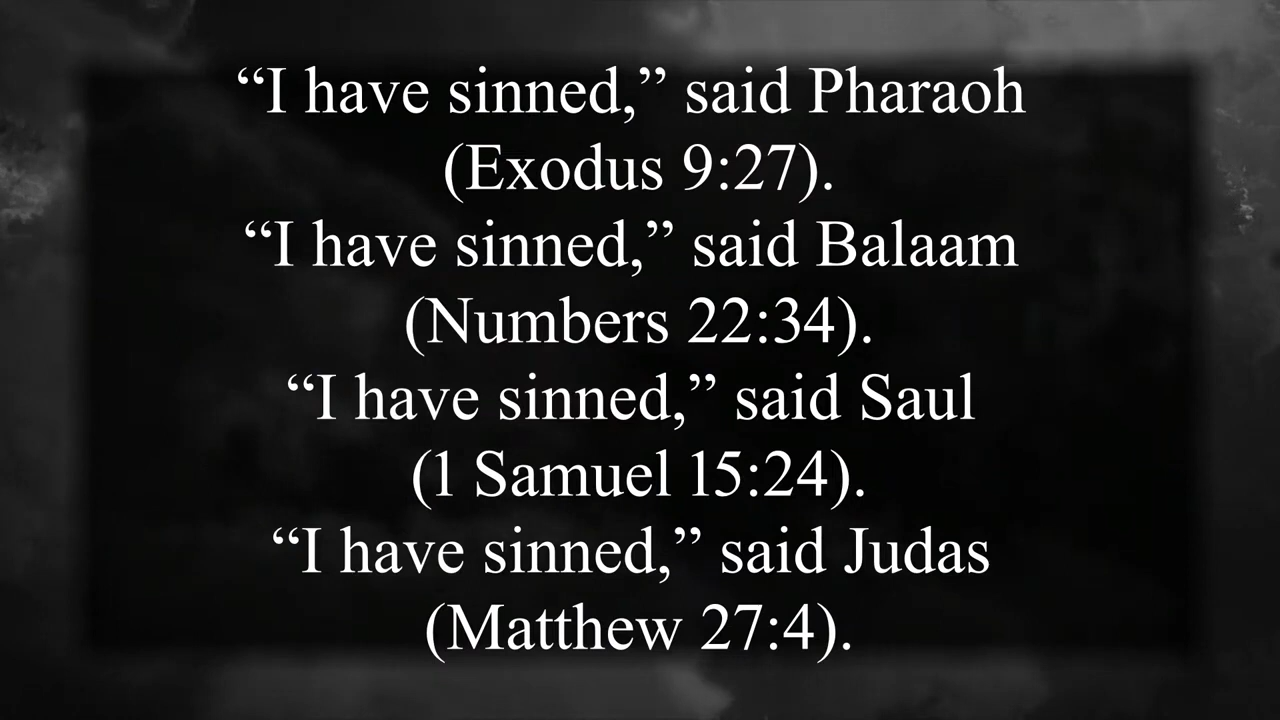 “I have sinned,” said Pharaoh
(Exodus 9:27).
“I have sinned,” said Balaam
(Numbers 22:34).
“I have sinned,” said Saul
(1 Samuel 15:24).
“I have sinned,” said Judas
(Matthew 27:4).